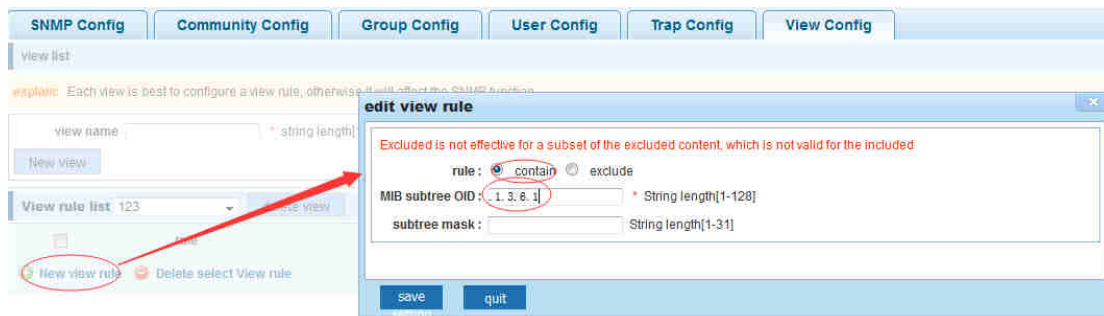 SNMP Config Community Config Group Config User Config Trap Config View Config
view list
explain: Each view is best to configure a view rule, otherwise it will affect the SNMP function
edit view rule
view name * string length[
New view
Excluded is not effective for a subset of the excluded content, which is not valid for the included
rule : contain exclude
MIB subtree OID : .1.3.6.1 * String length[1-128]
subtree mask : String length[1-31]
View rule list 123 delete view
rule
New view rule Delete select View rule
save quit